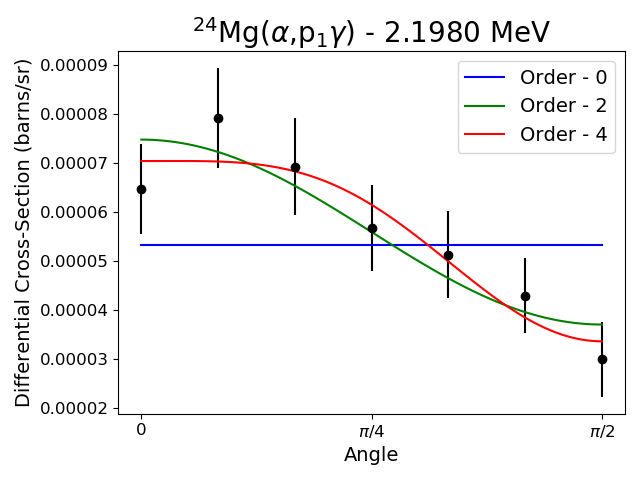 ²⁴Mg(α,p₁γ) - 2.1980 MeV
Differential Cross-Section (barns/sr)
0.00009
0.00008
0.00007
0.00006
0.00005
0.00004
0.00003
0.00002
Order - 0
Order - 2
Order - 4
0 π/4 π/2
Angle